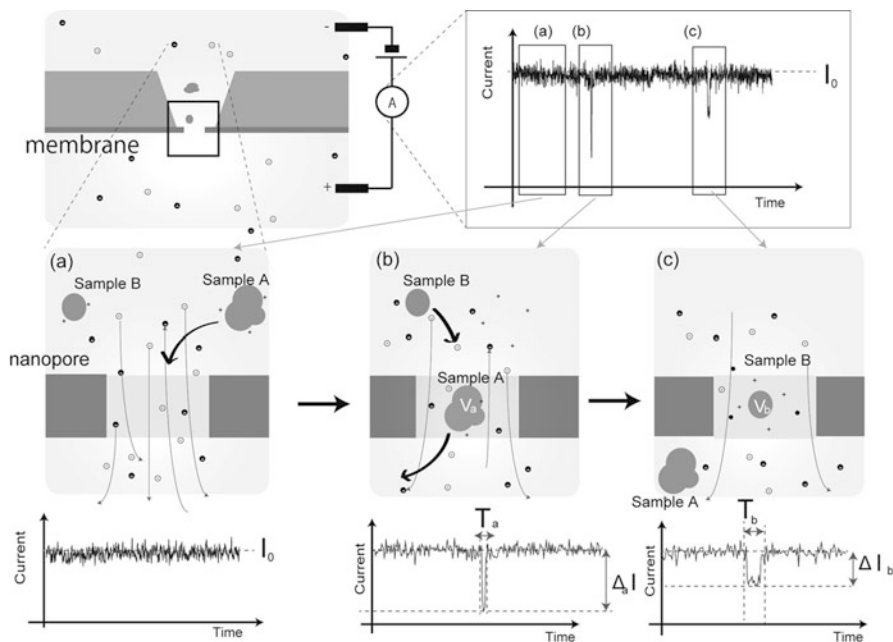 -
A
+
membrane
(a) (b) (c)
Current
I0
Time
(a)
Sample B
Sample A
nanopore
(b)
Sample B
Sample A
Va
(c)
Sample B
Vb
Sample A
Current
I0
Time
Ta
Current
ΔaI
Time
Tb
Current
ΔIb
Time